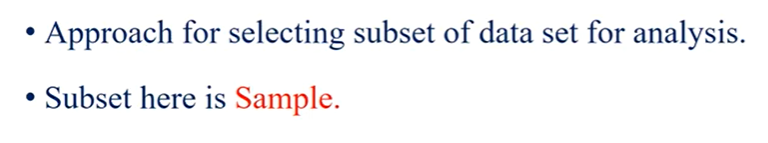 • Approach for selecting subset of data set for analysis.
• Subset here is Sample.